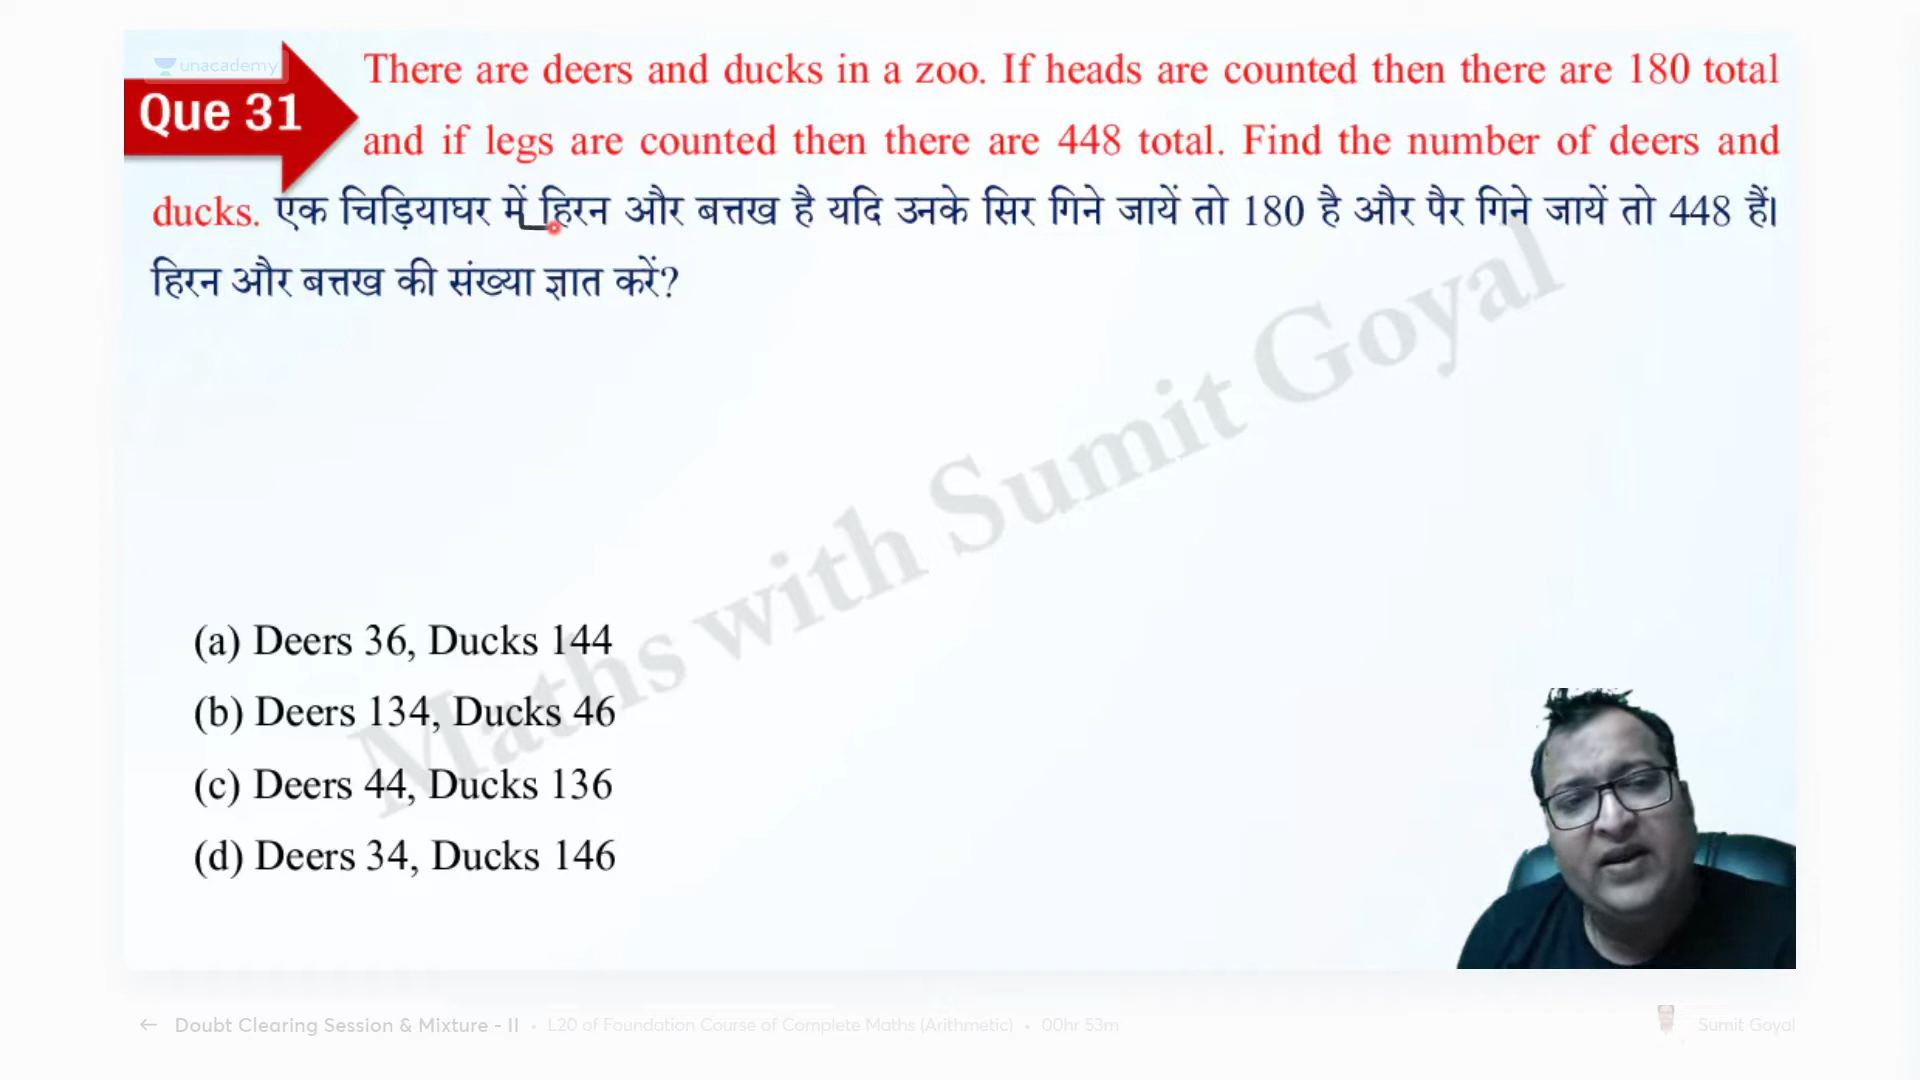 unacademy
Que 31
There are deers and ducks in a zoo. If heads are counted then there are 180 total
and if legs are counted then there are 448 total. Find the number of deers and
ducks. एक चिड़ियाघर में हिरन और बत्तख है यदि उनके सिर गिने जायें तो 180 है और पैर गिने जायें तो 448 हैं।
हिरन और बत्तख की संख्या ज्ञात करें?
Maths with Sumit Goyal
(a) Deers 36, Ducks 144
(b) Deers 134, Ducks 46
(c) Deers 44, Ducks 136
(d) Deers 34, Ducks 146
← Doubt Clearing Session & Mixture - II • L20 of Foundation Course of Complete Maths (Arithmetic) • 00hr 53m
Sumit Goyal